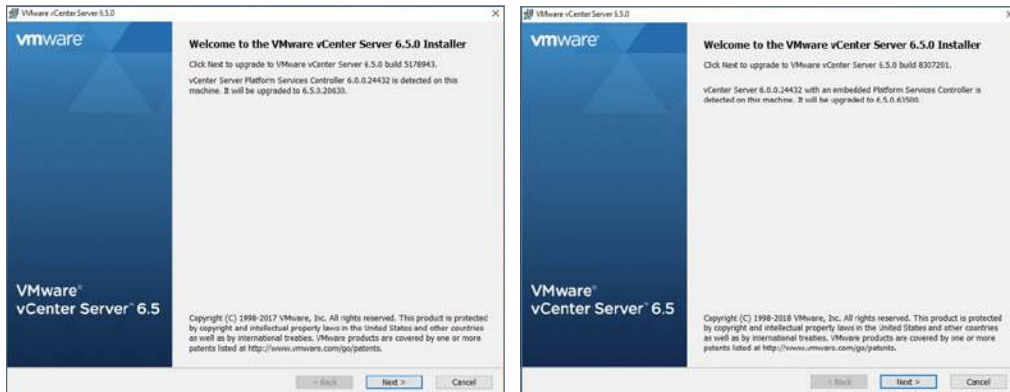 VMware vCenter Server 6.5.0
vmware
Welcome to the VMware vCenter Server 6.5.0 Installer
Click Next to upgrade to VMware vCenter Server 6.5.0 build 5178943.
vCenter Server Platform Services Controller 6.0.0.24432 is detected on this
machine. It will be upgraded to 6.5.0.20630.
VMware®
vCenter Server™ 6.5
Copyright (C) 1998-2017 VMware, Inc. All rights reserved. This product is protected
by copyright and intellectual property laws in the United States and other countries
as well as by international treaties. VMware products are covered by one or more
patents listed at http://www.vmware.com/go/patents.
< Back
Next >
Cancel
VMware vCenter Server 6.5.0
vmware
Welcome to the VMware vCenter Server 6.5.0 Installer
Click Next to upgrade to VMware vCenter Server 6.5.0 build 8307201.
vCenter Server 6.0.0.24432 with an embedded Platform Services Controller is
detected on this machine. It will be upgraded to 6.5.0.63500.
VMware®
vCenter Server™ 6.5
Copyright (C) 1998-2018 VMware, Inc. All rights reserved. This product is protected
by copyright and intellectual property laws in the United States and other countries
as well as by international treaties. VMware products are covered by one or more
patents listed at http://www.vmware.com/go/patents.
< Back
Next >
Cancel